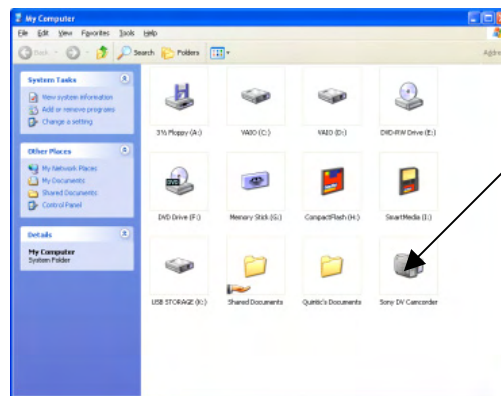 My Computer
File Edit View Favorites Tools Help
Back Search Folders
Addre
System Tasks
View system information
Add or remove programs
Change a setting
Other Places
My Network Places
My Documents
Shared Documents
Control Panel
Details
My Computer
System Folder
3½ Floppy (A:) VAIO (C:) VAIO (D:) DVD-RW Drive (E:)
DVD
DVD Drive (F:) Memory Stick (G:) CompactFlash (H:) SmartMedia (I:)
USB STORAGE (K:) Shared Documents Quintic's Documents Sony DV Camcorder